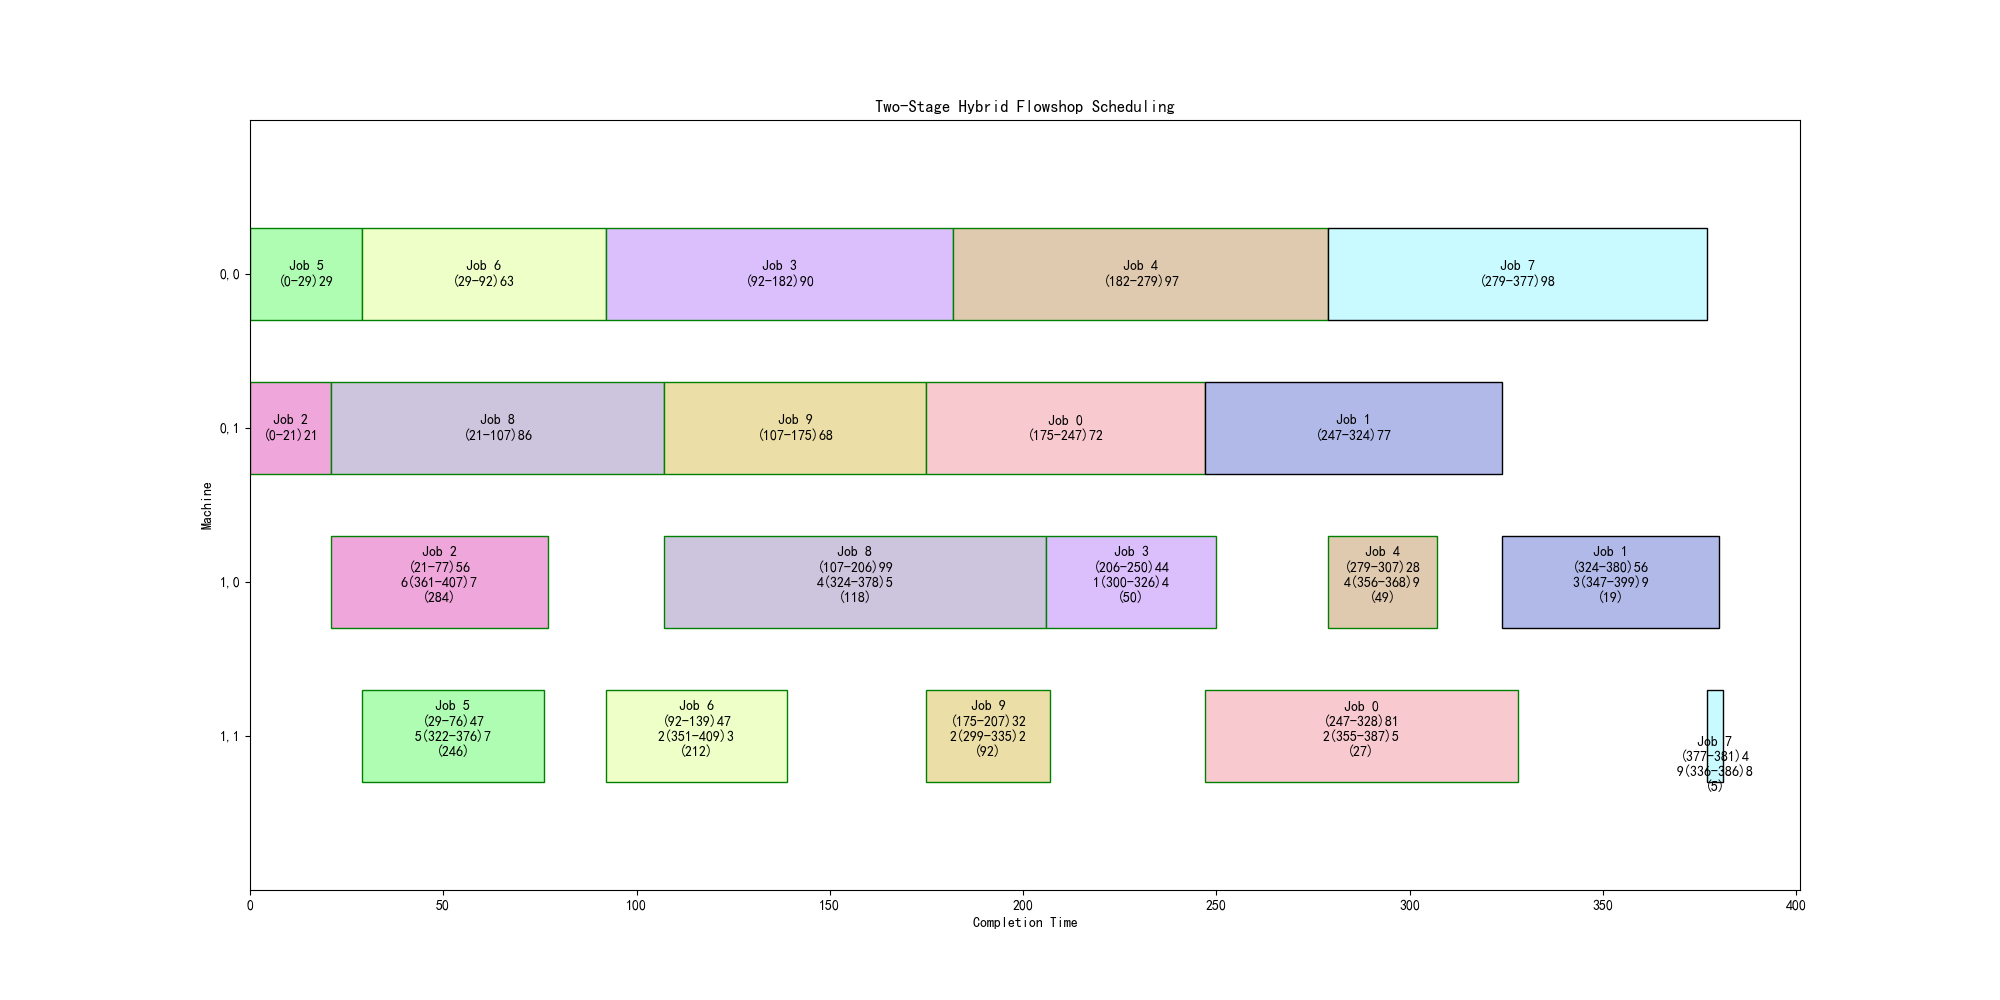 Two-Stage Hybrid Flowshop Scheduling
Machine
0,0
Job 5
(0-29)29
Job 6
(29-92)63
Job 3
(92-182)90
Job 4
(182-279)97
Job 7
(279-377)98
0,1
Job 2
(0-21)21
Job 8
(21-107)86
Job 9
(107-175)68
Job 0
(175-247)72
Job 1
(247-324)77
1,0
Job 2
(21-77)56
6(361-407)7
(284)
Job 8
(107-206)99
4(324-378)5
(118)
Job 3
(206-250)44
1(300-326)4
(50)
Job 4
(279-307)28
4(356-368)9
(49)
Job 1
(324-380)56
3(347-399)9
(19)
1,1
Job 5
(29-76)47
5(322-376)7
(246)
Job 6
(92-139)47
2(351-409)3
(212)
Job 9
(175-207)32
2(299-335)2
(92)
Job 0
(247-328)81
2(355-387)5
(27)
Job 7
(377-381)4
9(336-386)8
(5)
0 50 100 150 200 250 300 350 400
Completion Time